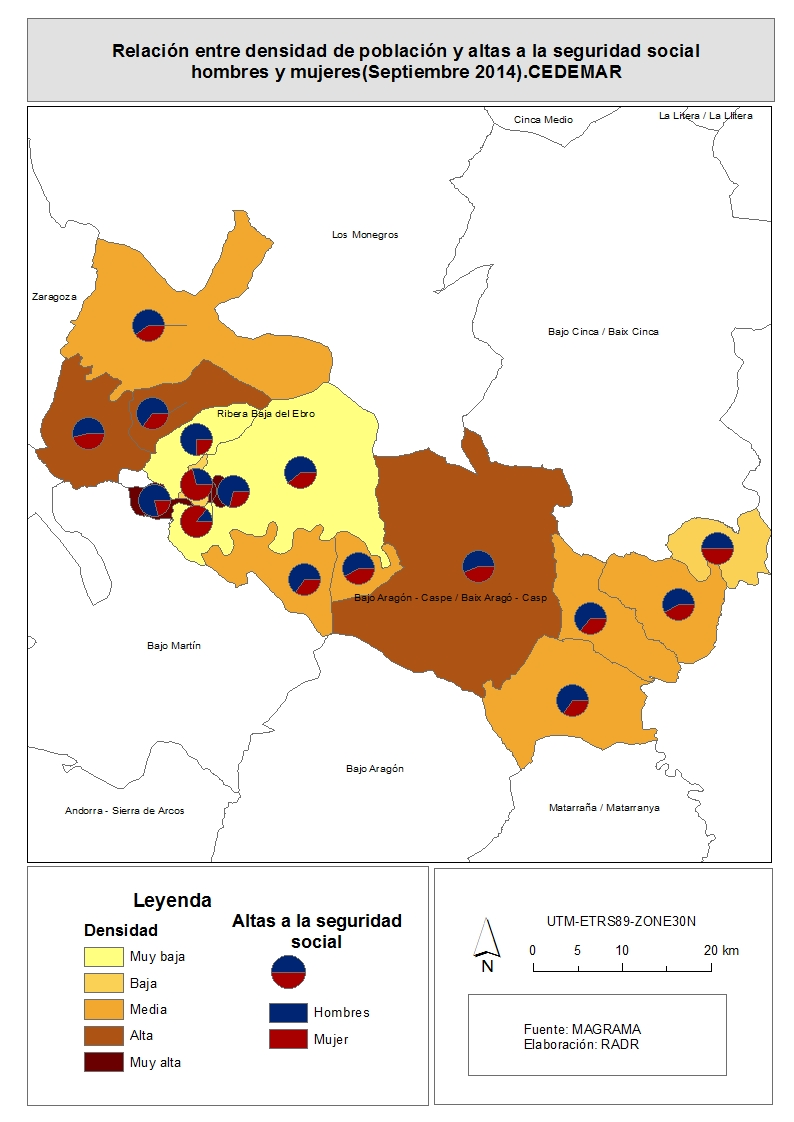 Relación entre densidad de población y altas a la seguridad social
hombres y mujeres(Septiembre 2014).CEDEMAR
Cinca Medio
La Litera / La Llitera
Los Monegros
Zaragoza
Bajo Cinca / Baix Cinca
Ribera Baja del Ebro
Bajo Aragón - Caspe / Baix Aragó - Casp
Bajo Martín
Bajo Aragón
Andorra - Sierra de Arcos
Matarraña / Matarranya
Leyenda
Densidad
Muy baja
Baja
Media
Alta
Muy alta
Altas a la seguridad
social
Hombres
Mujer
UTM-ETRS89-ZONE30N
N
0 5 10 20 km
Fuente: MAGRAMA
Elaboración: RADR